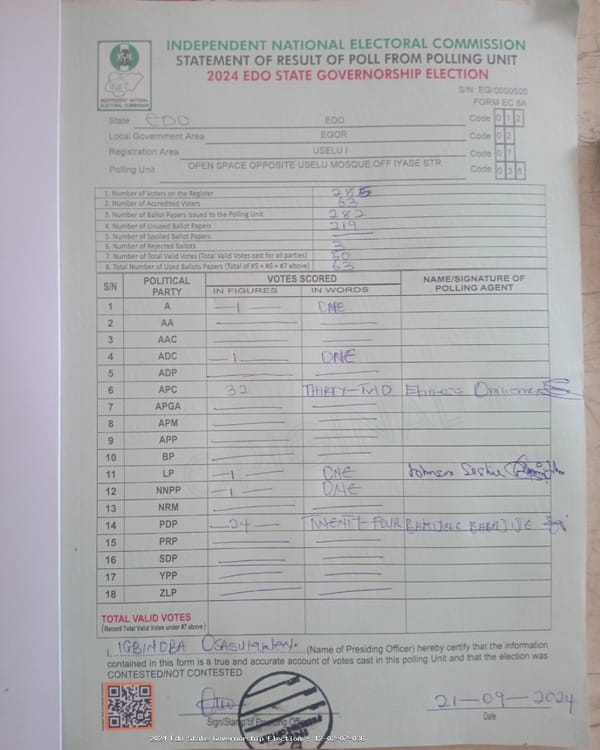 INDEPENDENT NATIONAL ELECTORAL COMMISSION
STATEMENT OF RESULT OF POLL FROM POLLING UNIT
2024 EDO STATE GOVERNORSHIP ELECTION
INDEPENDENT NATIONAL ELECTORAL COMMISSION
S/N: EG/0000500
FORM EC 8A
State EDO EDO Code 0 1 2
Local Government Area EGOR Code 0 2
Registration Area USELU I Code 0 7
Polling Unit OPEN SPACE OPPOSITE USELU MOSQUE.OFF IYASE STR. Code 0 3 6
1. Number of Voters on the Register 285
2. Number of Accredited Voters 63
3. Number of Ballot Papers Issued to the Polling Unit 282
4. Number of Unused Ballot Papers 219
5. Number of Spoiled Ballot Papers —
6. Number of Rejected Ballots 3
7. Number of Total Valid Votes (Total Valid Votes cast for all parties) 60
8. Total Number of Used Ballots Papers (Total of #5 + #6 + #7 above) 63
S/N POLITICAL PARTY VOTES SCORED NAME/SIGNATURE OF POLLING AGENT
IN FIGURES IN WORDS
1 A —1— ONE
2 AA
3 AAC
4 ADC —1— ONE
5 ADP
6 APC 32 THIRTY-TWO
7 APGA
8 APM
9 APP
10 BP
11 LP —1 ONE Johnson
12 NNPP —1— ONE
13 NRM
14 PDP —24— TWENTY-FOUR
15 PRP
16 SDP
17 YPP
18 ZLP
TOTAL VALID VOTES
(Record Total Valid Votes under #7 above)
I, IGBINOBA (Name of Presiding Officer) hereby certify that the information
contained in this form is a true and accurate account of votes cast in this polling Unit and that the election was
CONTESTED/NOT CONTESTED
21-09-2024
Sign/Stamp of Presiding Officer Date
2024 Edo State Governorship Election - 12-02-07-036